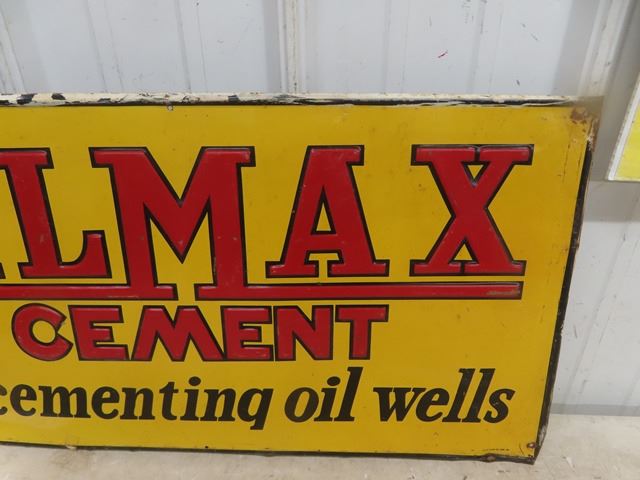 LMAX
C CEMENT
cementing oil wells